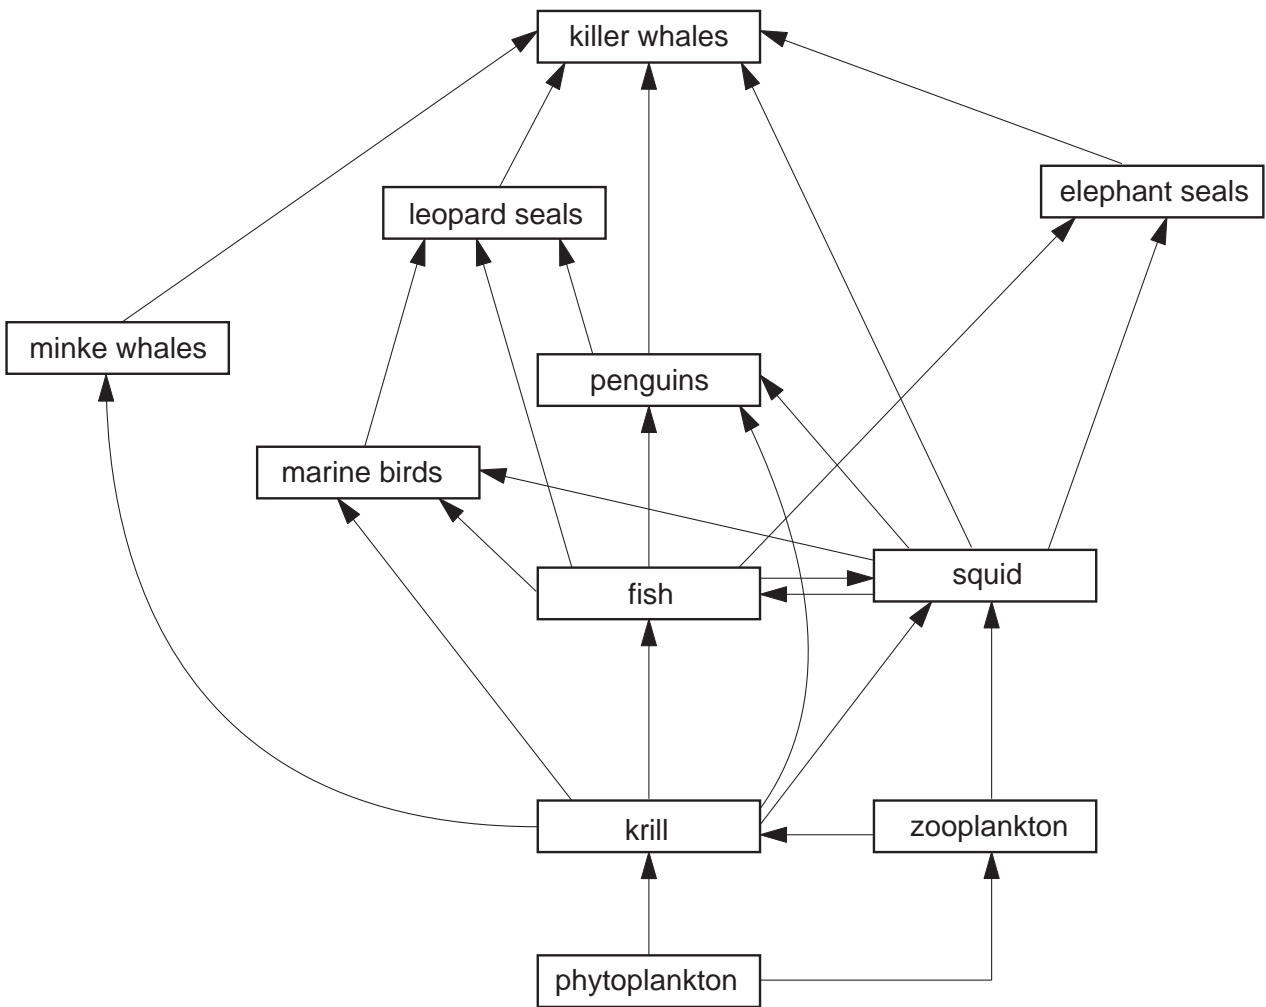 killer whales
elephant seals
leopard seals
minke whales
penguins
marine birds
squid
fish
zooplankton
krill
phytoplankton